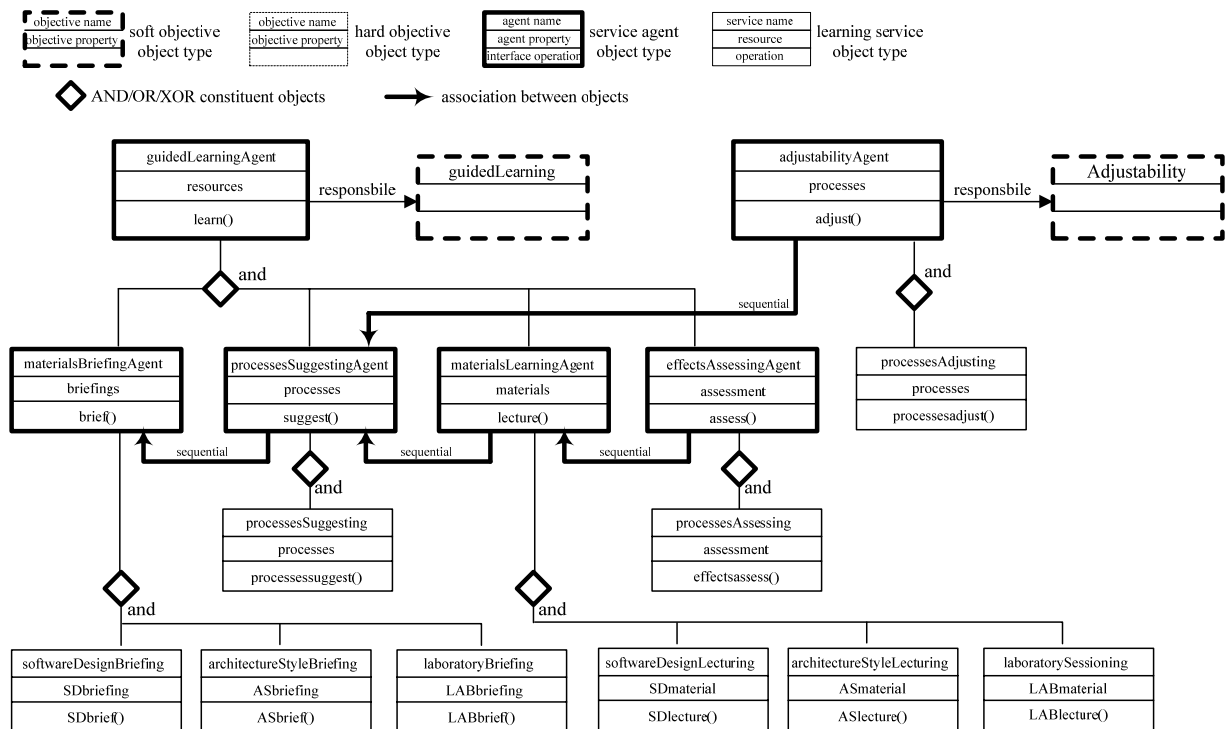 objective name
objective property
soft objective
object type
objective name
objective property
hard objective
object type
agent name
agent property
interface operation
service agent
object type
service name
resource
operation
learning service
object type
AND/OR/XOR constituent objects
association between objects
guidedLearningAgent
resources
learn()
responsbile
guidedLearning
adjustabilityAgent
processes
adjust()
responsbile
Adjustability
and
and
sequential
materialsBriefingAgent
briefings
brief()
processesSuggestingAgent
processes
suggest()
materialsLearningAgent
materials
lecture()
effectsAssessingAgent
assessment
assess()
processesAdjusting
processes
processesadjust()
sequential
sequential
sequential
and
and
processesSuggesting
processes
processessuggest()
processesAssessing
assessment
effectsassess()
and
and
softwareDesignBriefing
SDbriefing
SDbrief()
architectureStyleBriefing
ASbriefing
ASbrief()
laboratoryBriefing
LABbriefing
LABbrief()
softwareDesignLecturing
SDmaterial
SDlecture()
architectureStyleLecturing
ASmaterial
ASlecture()
laboratorySessioning
LABmaterial
LABlecture()